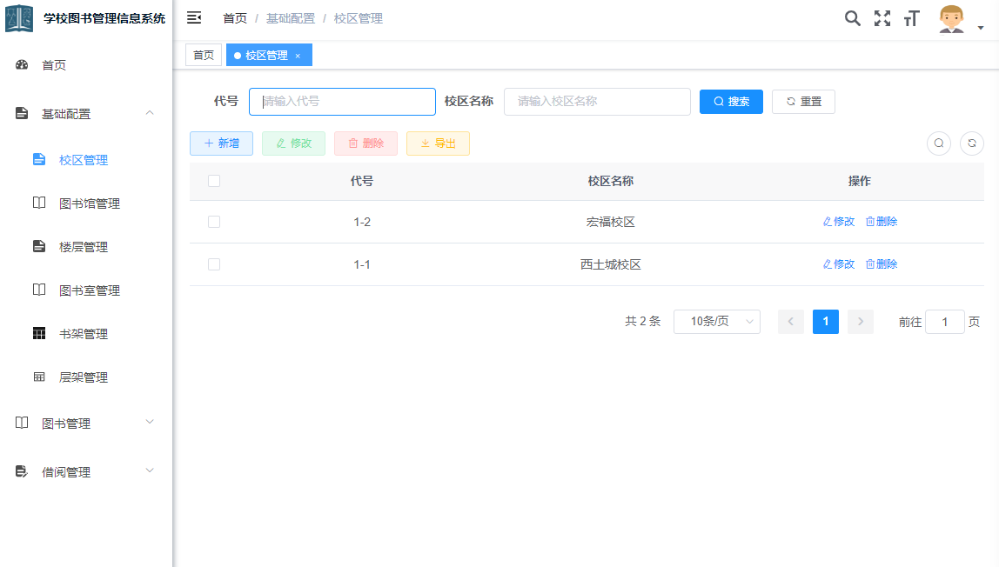 学校图书管理信息系统
首页 / 基础配置 / 校区管理
首页
校区管理 ×
首页
基础配置
校区管理
图书馆管理
楼层管理
图书室管理
书架管理
层架管理
图书管理
借阅管理
代号 请输入代号 校区名称 请输入校区名称 搜索 重置
新增 修改 删除 导出
代号 校区名称 操作
1-2 宏福校区 修改 删除
1-1 西土城校区 修改 删除
共 2 条 10条/页 1 前往 1 页